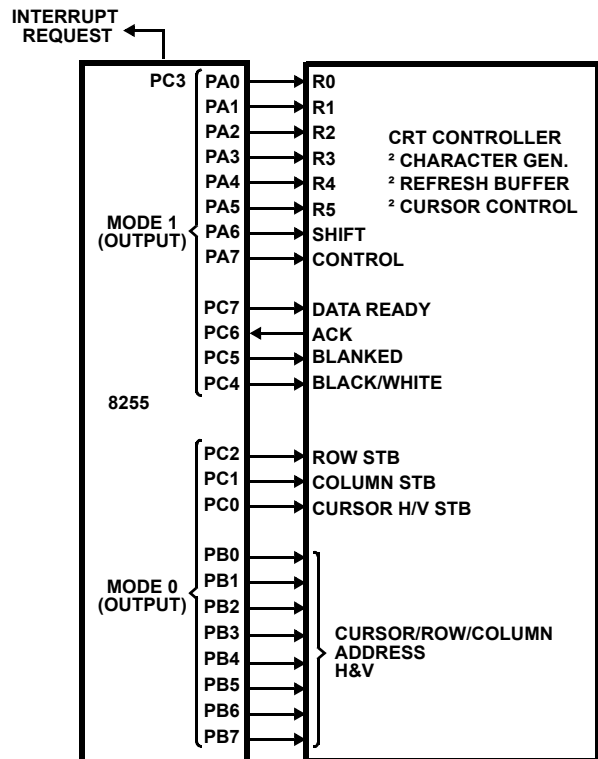 INTERRUPT
REQUEST
PC3 PA0 R0
PA1 R1
PA2 R2
PA3 R3
PA4 R4
PA5 R5
PA6 SHIFT
PA7 CONTROL
CRT CONTROLLER
² CHARACTER GEN.
² REFRESH BUFFER
² CURSOR CONTROL
MODE 1
(OUTPUT)
PC7 DATA READY
PC6 ACK
PC5 BLANKED
PC4 BLACK/WHITE
8255
PC2 ROW STB
PC1 COLUMN STB
PC0 CURSOR H/V STB
MODE 0
(OUTPUT)
PB0
PB1
PB2
PB3
PB4
PB5
PB6
PB7
CURSOR/ROW/COLUMN
ADDRESS
H&V